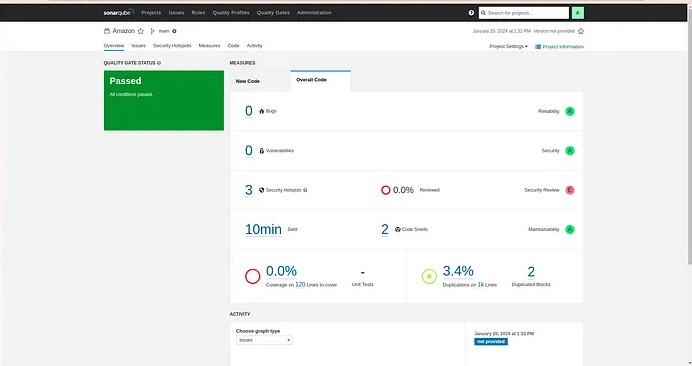 sonarqube Projects Issues Rules Quality Profiles Quality Gates Administration Search for projects... A
Amazon main January 20, 2024 at 1:32 PM Version not provided
Overview Issues Security Hotspots Measures Code Activity Project Settings Project Information
QUALITY GATE STATUS
Passed
All conditions passed.
MEASURES
New Code Overall Code
0 Bugs Reliability A
0 Vulnerabilities Security A
3 Security Hotspots 0.0% Reviewed Security Review E
10min Debt 2 Code Smells Maintainability A
0.0% - 3.4% 2
Coverage on 120 Lines to cover Unit Tests Duplications on 1k Lines Duplicated Blocks
ACTIVITY
Choose graph type
Issues
January 20, 2024 at 1:32 PM
not provided